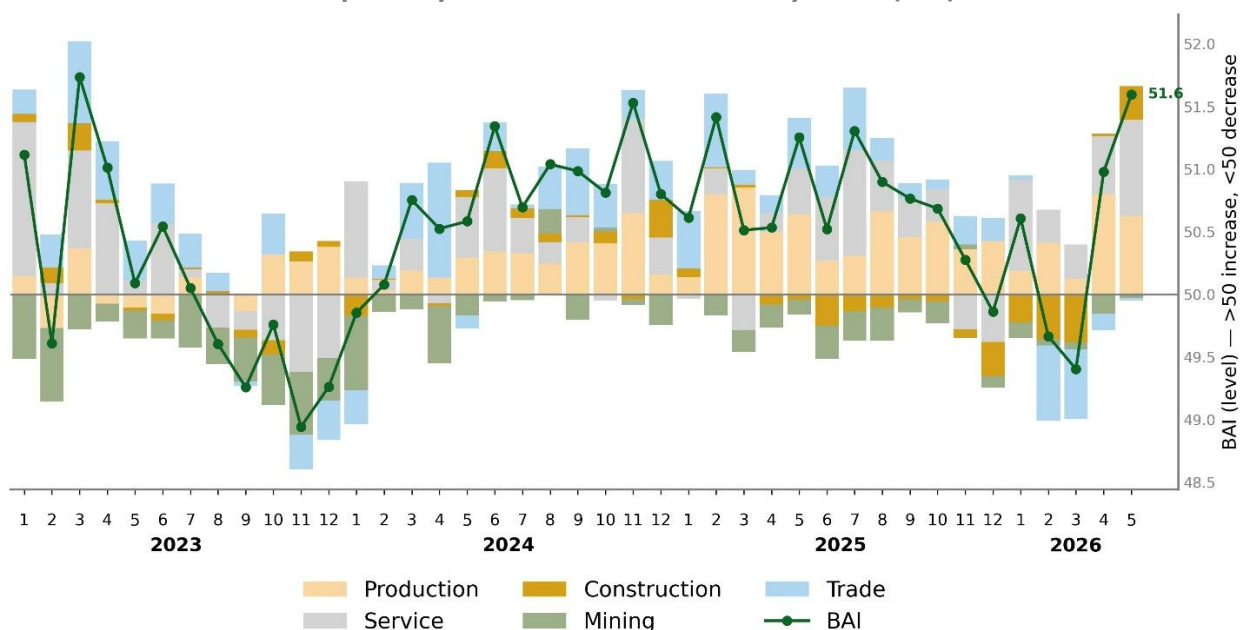 52.0
51.6
51.5
51.0
50.5
50.0
49.5
49.0
48.5
BAI (level) — >50 increase, <50 decrease
1 2 3 4 5 6 7 8 9 10 11 12 1 2 3 4 5 6 7 8 9 10 11 12 1 2 3 4 5 6 7 8 9 10 11 12 1 2 3 4 5
2023 2024 2025 2026
Production Construction Trade
Service Mining BAI